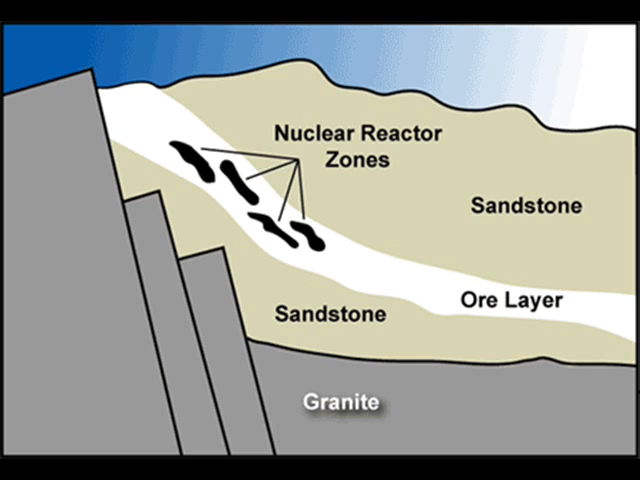 Nuclear Reactor
Zones
Sandstone
Ore Layer
Sandstone
Granite